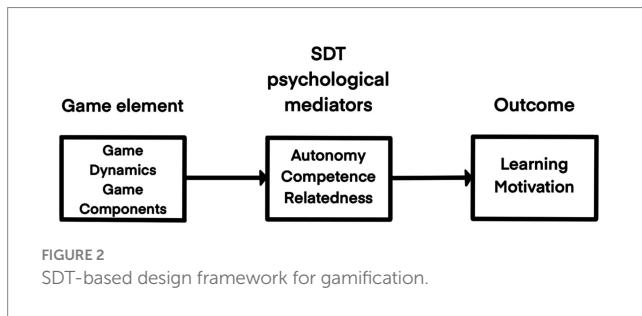 Game element
Game
Dynamics
Game
Components
SDT
psychological
mediators
Autonomy
Competence
Relatedness
Outcome
Learning
Motivation
FIGURE 2
SDT-based design framework for gamification.